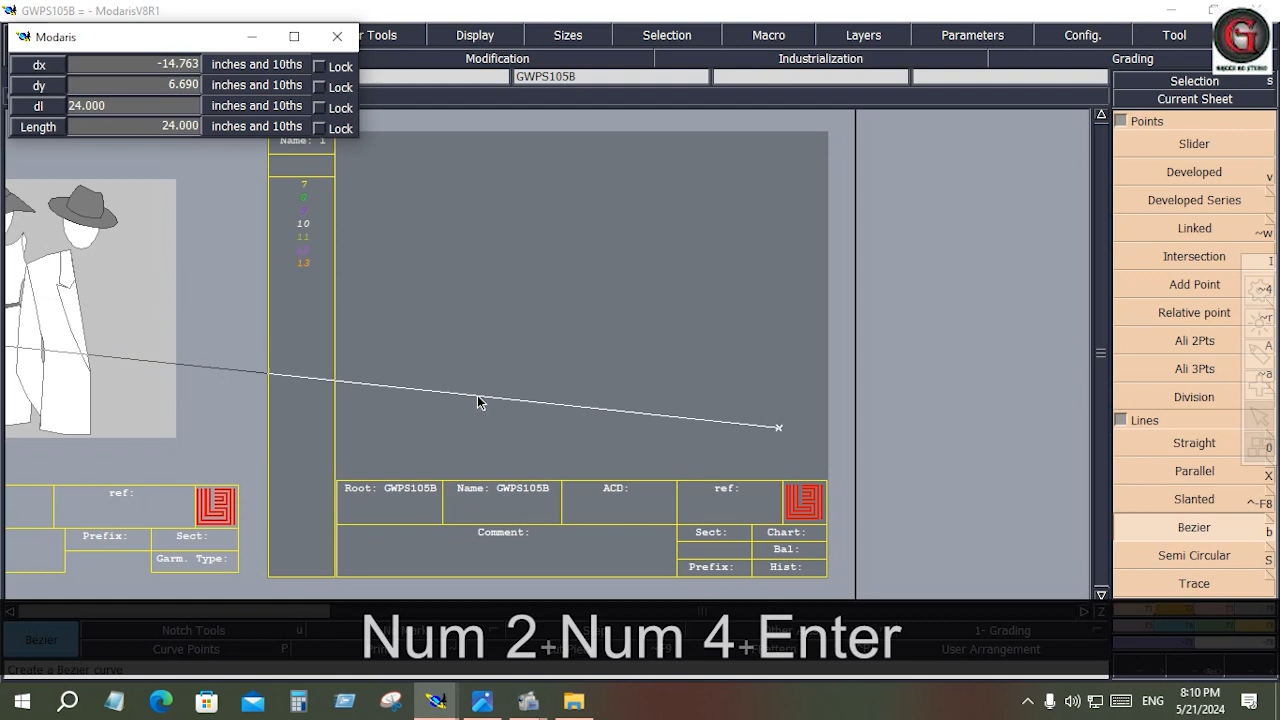 GWPS105B = - ModarisV8R1
Modaris
r Tools Display Sizes Selection Macro Layers Parameters Config. Tool
Modification Industrialization Grading
GWPS105B
dx -14.763 inches and 10ths Lock
dy 6.690 inches and 10ths Lock
dl 24.000 inches and 10ths Lock
Length 24.000 inches and 10ths Lock
Name: 1
7
10
11
13
Selection s
Current Sheet
Points
Slider
Developed v
Developed Series
Linked ~w
Intersection I
Add Point ~4
Relative point ~r
Ali 2Pts A
Ali 3Pts ~a
Division
Lines
Straight 0
Parallel X
Slanted ^~F8
Bezier b
Semi Circular S
Trace
ref:
Prefix: Sect:
Garm. Type:
Root: GWPS105B Name: GWPS105B ACD: ref:
Comment: Sect: Chart:
Bal:
Prefix: Hist:
Z
Bezier Notch Tools u 1- Grading
Curve Points P User Arrangement
Create a Bezier curve
Num 2+Num 4+Enter
ENG 8:10 PM
5/21/2024